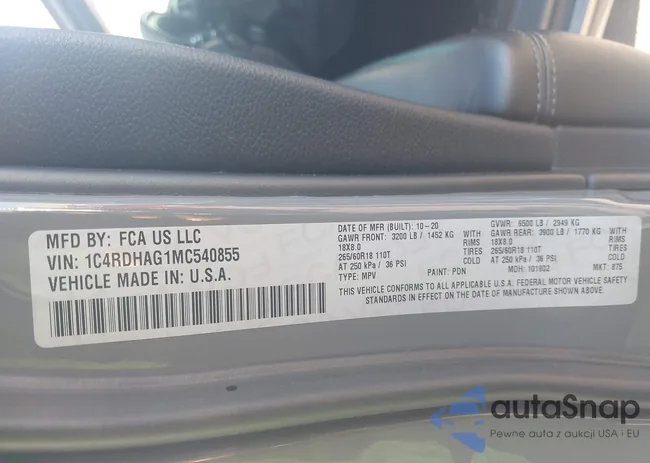 MFD BY: FCA US LLC
VIN: 1C4RDHAG1MC540855
VEHICLE MADE IN: U.S.A.
DATE OF MFR (BUILT): 10-20
GAWR FRONT: 3200 LB / 1452 KG WITH
18X8.0 RIMS
265/60R18 110T TIRES
AT 250 kPa / 36 PSI COLD
TYPE: MPV PAINT: PDN
GVWR: 6500 LB / 2949 KG
GAWR REAR: 3900 LB / 1770 KG WITH
18X8.0 RIMS
265/60R18 110T TIRES
AT 250 kPa / 36 PSI COLD
MDH: 101902 MKT: 875
THIS VEHICLE CONFORMS TO ALL APPLICABLE U.S.A. FEDERAL MOTOR VEHICLE SAFETY
STANDARDS IN EFFECT ON THE DATE OF MANUFACTURE SHOWN ABOVE.
autaSnap
Pewne auta z aukcji USA i EU